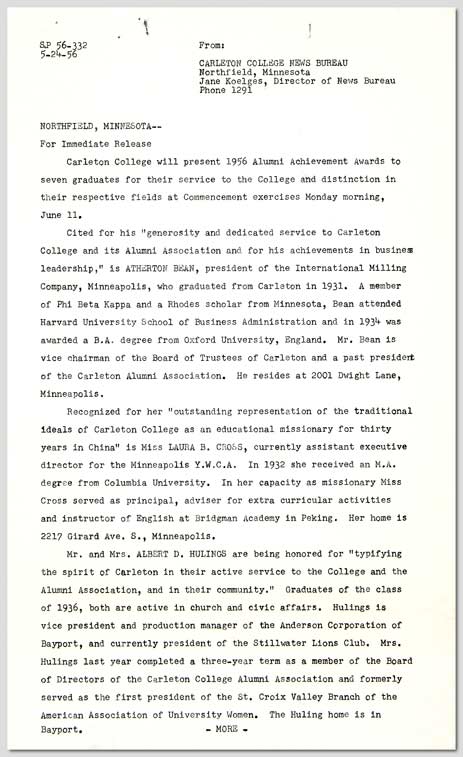 SP 56-332
5-24-56
From:
CARLETON COLLEGE NEWS BUREAU
Northfield, Minnesota
Jane Koelges, Director of News Bureau
Phone 1291
NORTHFIELD, MINNESOTA--
For Immediate Release
Carleton College will present 1956 Alumni Achievement Awards to
seven graduates for their service to the College and distinction in
their respective fields at Commencement exercises Monday morning,
June 11.
Cited for his "generosity and dedicated service to Carleton
College and its Alumni Association and for his achievements in business
leadership," is ATHERTON BEAN, president of the International Milling
Company, Minneapolis, who graduated from Carleton in 1931. A member
of Phi Beta Kappa and a Rhodes scholar from Minnesota, Bean attended
Harvard University School of Business Administration and in 1934 was
awarded a B.A. degree from Oxford University, England. Mr. Bean is
vice chairman of the Board of Trustees of Carleton and a past president
of the Carleton Alumni Association. He resides at 2001 Dwight Lane,
Minneapolis.
Recognized for her "outstanding representation of the traditional
ideals of Carleton College as an educational missionary for thirty
years in China" is Miss LAURA B. CROSS, currently assistant executive
director for the Minneapolis Y.W.C.A. In 1932 she received an M.A.
degree from Columbia University. In her capacity as missionary Miss
Cross served as principal, adviser for extra curricular activities
and instructor of English at Bridgman Academy in Peking. Her home is
2217 Girard Ave. S., Minneapolis.
Mr. and Mrs. ALBERT D. HULINGS are being honored for "typifying
the spirit of Carleton in their active service to the College and the
Alumni Association, and in their community." Graduates of the class
of 1936, both are active in church and civic affairs. Hulings is
vice president and production manager of the Anderson Corporation of
Bayport, and currently president of the Stillwater Lions Club. Mrs.
Hulings last year completed a three-year term as a member of the Board
of Directors of the Carleton College Alumni Association and formerly
served as the first president of the St. Croix Valley Branch of the
American Association of University Women. The Huling home is in
Bayport.
- MORE -